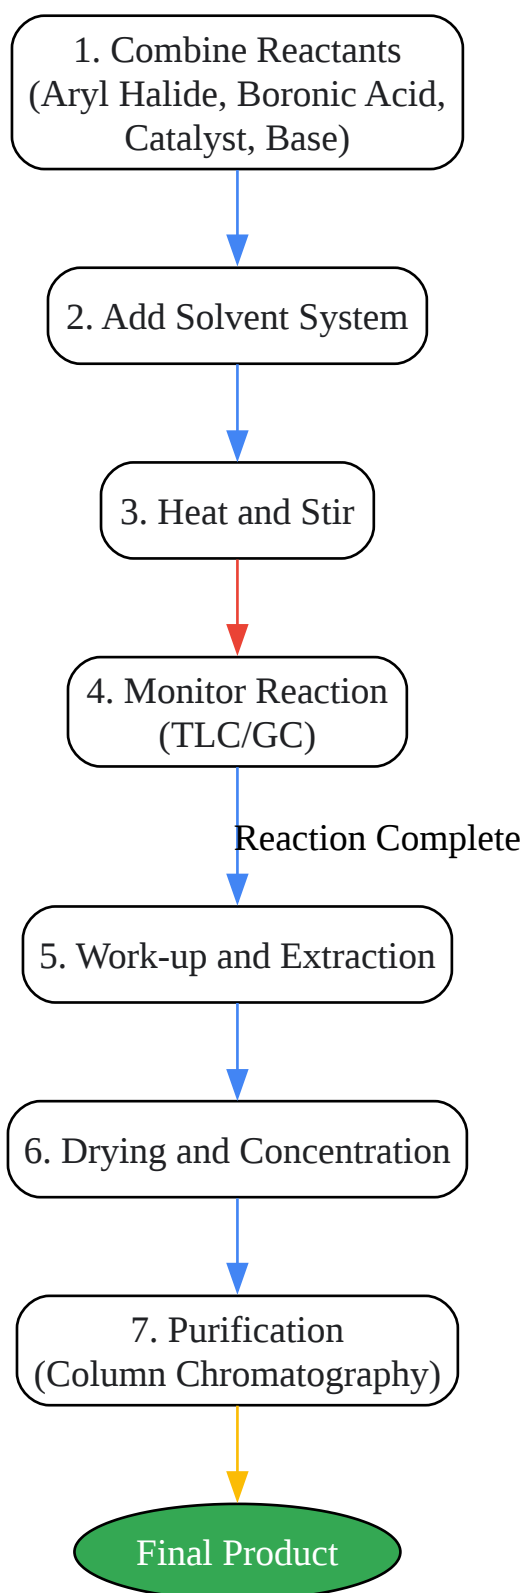 1. Combine Reactants
(Aryl Halide, Boronic Acid,
Catalyst, Base)
2. Add Solvent System
3. Heat and Stir
4. Monitor Reaction
(TLC/GC)
Reaction Complete
5. Work-up and Extraction
6. Drying and Concentration
7. Purification
(Column Chromatography)
Final Product